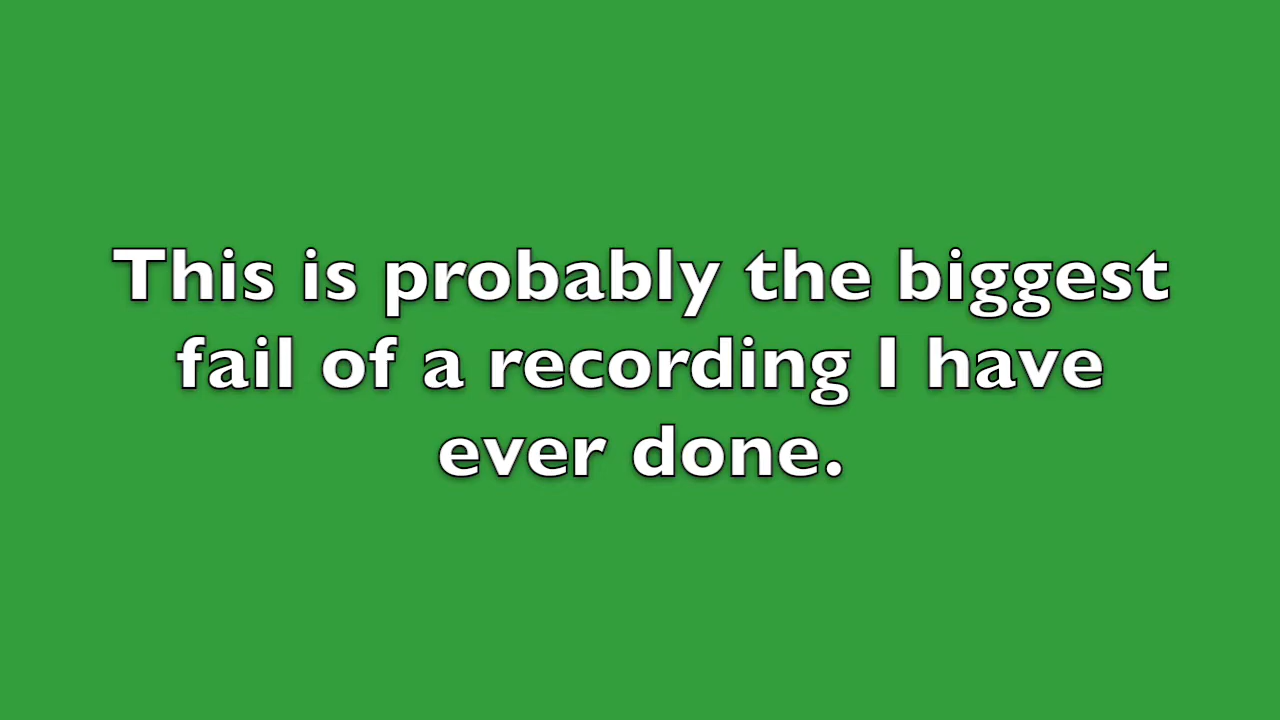 This is probably the biggest
fail of a recording I have
ever done.